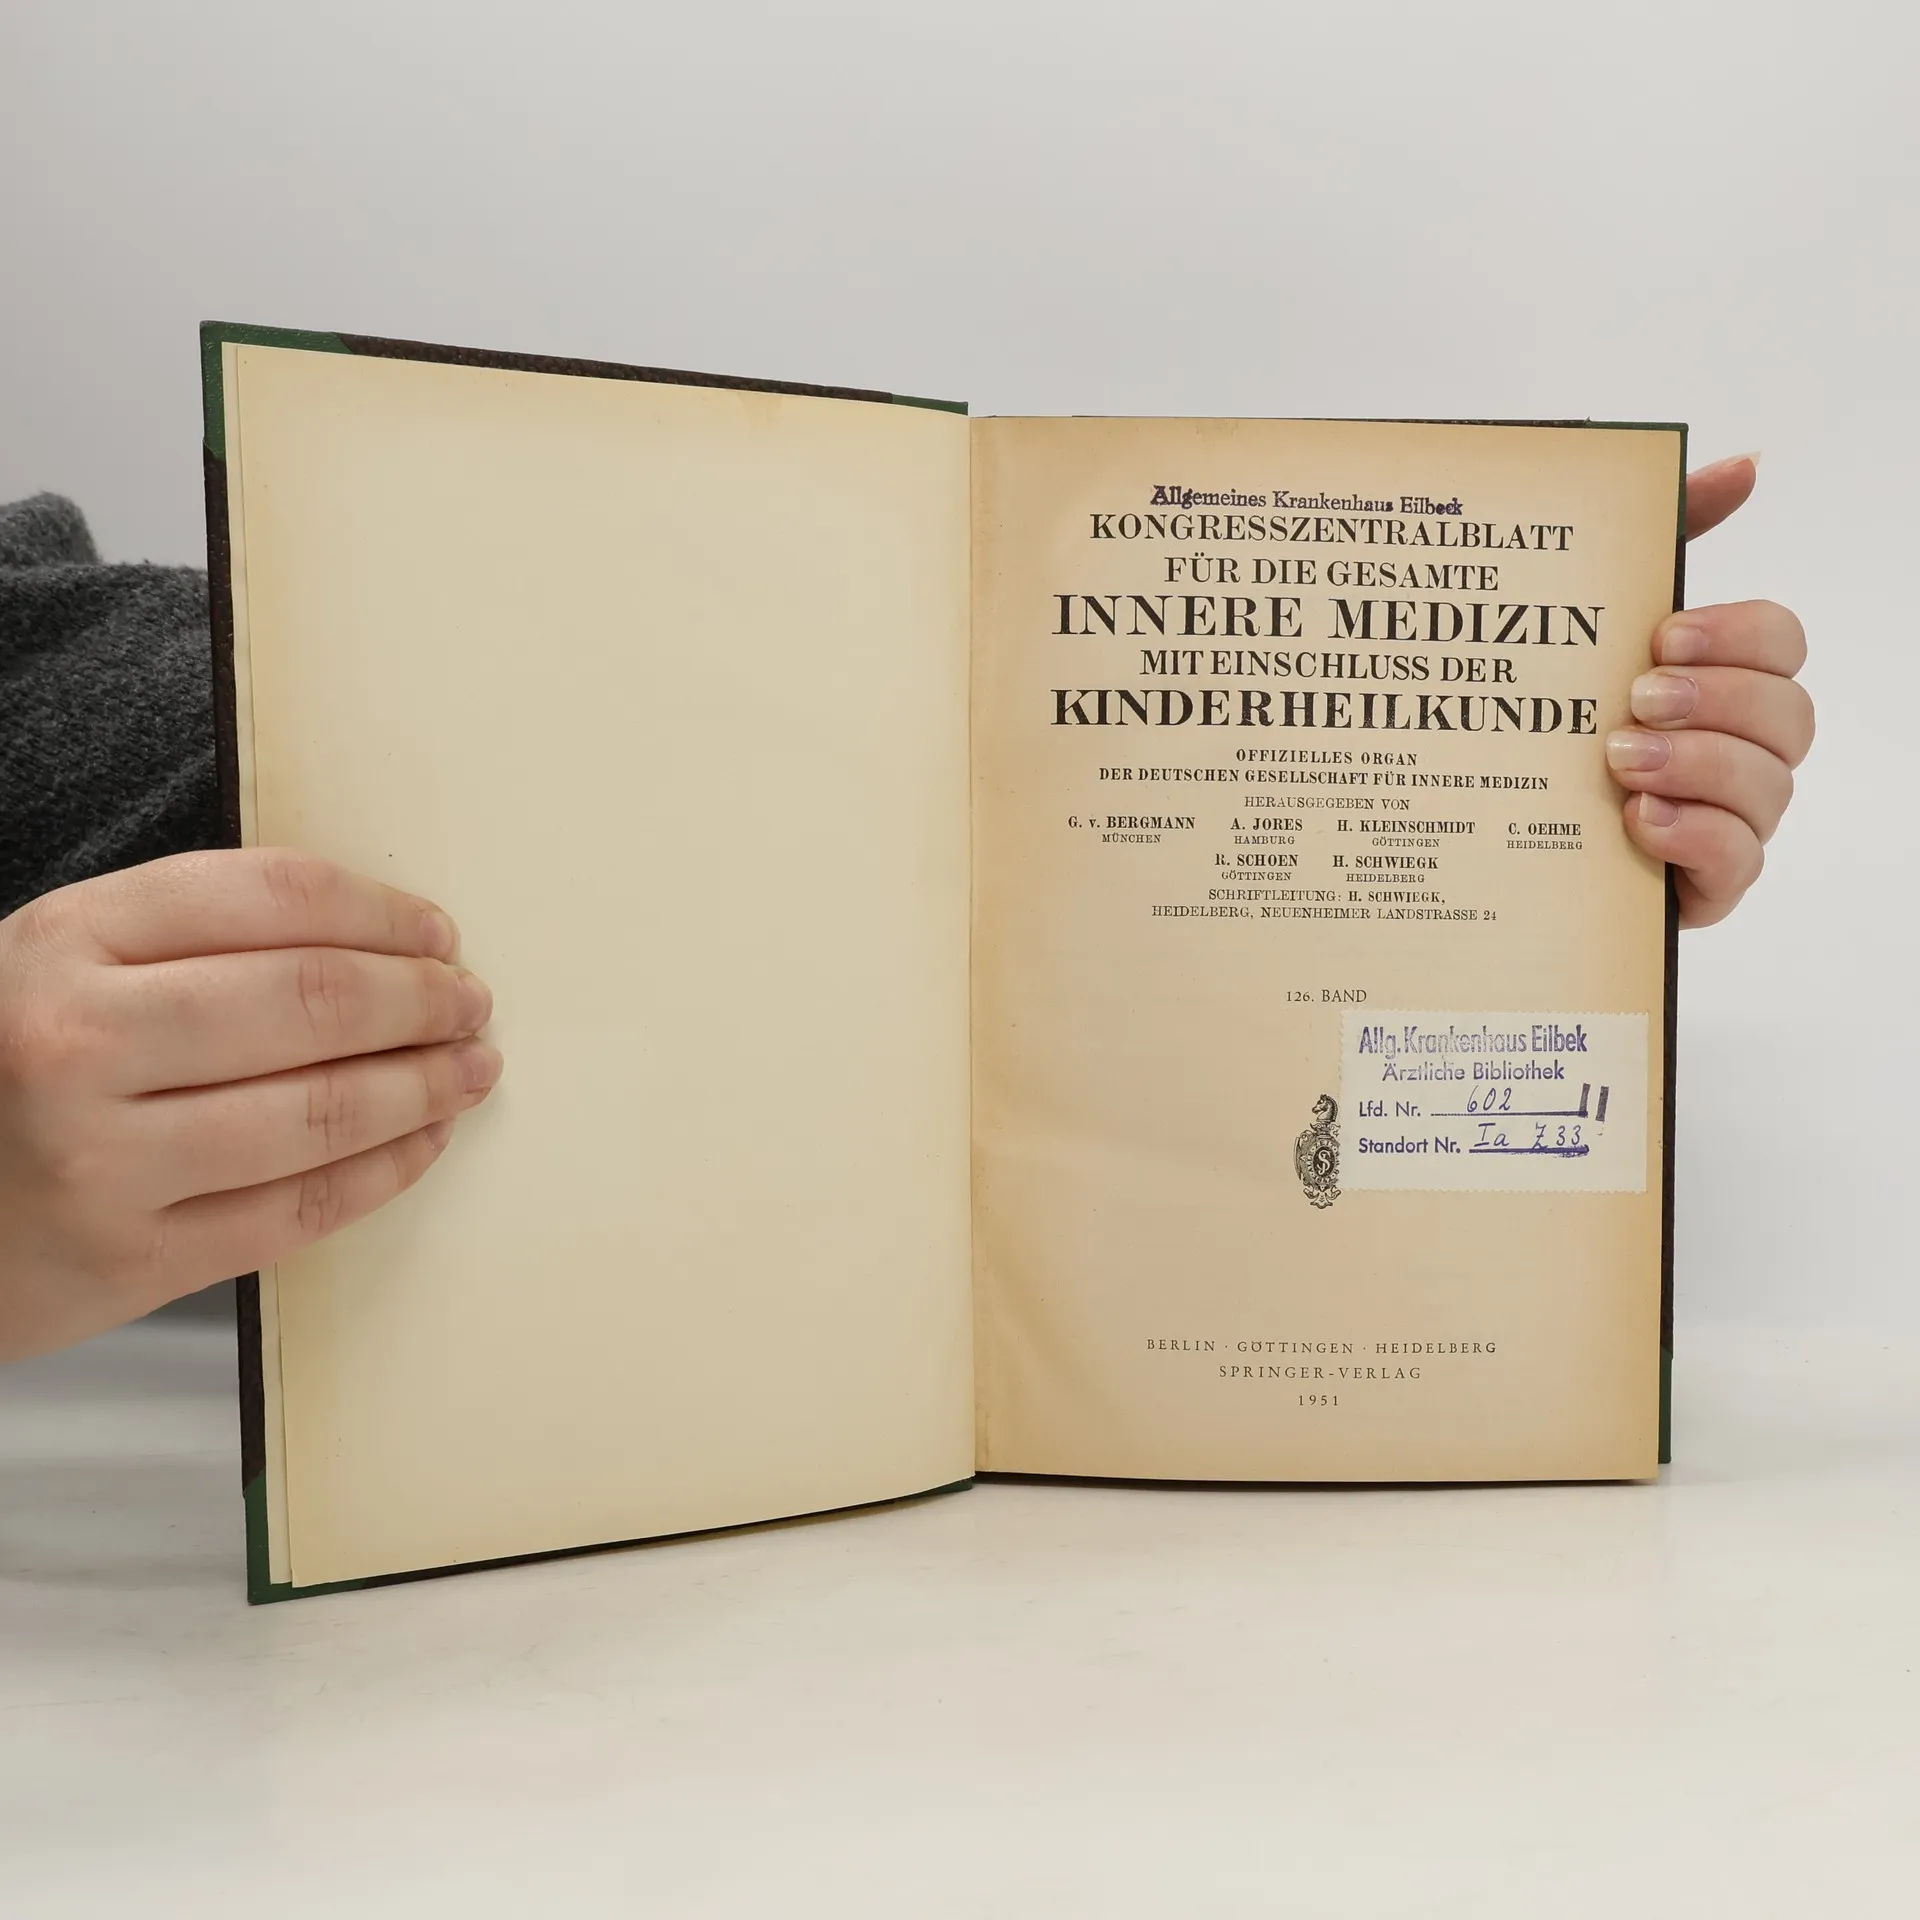 Allgemeines Krankenhaus Eilbeck
KONGRESSZENTRALBLATT
FÜR DIE GESAMTE
INNERE MEDIZIN
MIT EINSCHLUSS DER
KINDERHEILKUNDE
OFFIZIELLES ORGAN
DER DEUTSCHEN GESELLSCHAFT FÜR INNERE MEDIZIN
HERAUSGEGEBEN VON
G. v. BERGMANN A. JORES H. KLEINSCHMIDT C. OEHME
MÜNCHEN HAMBURG GÖTTINGEN HEIDELBERG
R. SCHOEN H. SCHWIEGK
GÖTTINGEN HEIDELBERG
SCHRIFTLEITUNG: H. SCHWIEGK,
HEIDELBERG, NEUENHEIMER LANDSTRASSE 24
126. BAND
Allg. Krankenhaus Eilbek
Ärztliche Bibliothek
Lfd. Nr. 602
Standort Nr. Ia Z 33
S
BERLIN · GÖTTINGEN · HEIDELBERG
SPRINGER-VERLAG
1951